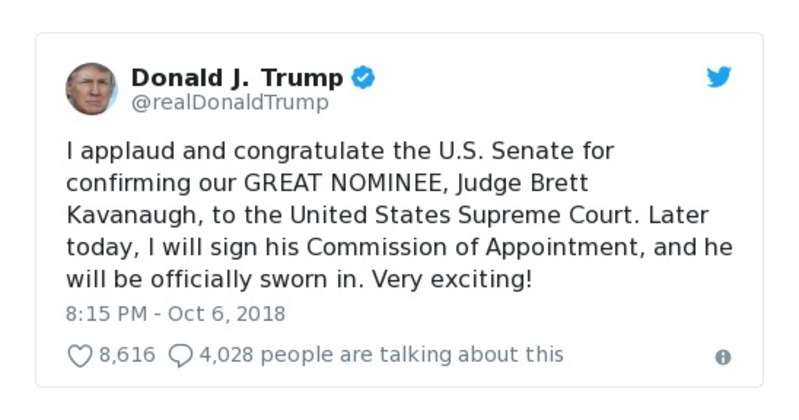 Donald J. Trump
@realDonaldTrump
I applaud and congratulate the U.S. Senate for
confirming our GREAT NOMINEE, Judge Brett
Kavanaugh, to the United States Supreme Court. Later
today, I will sign his Commission of Appointment, and he
will be officially sworn in. Very exciting!
8:15 PM - Oct 6, 2018
8,616 4,028 people are talking about this